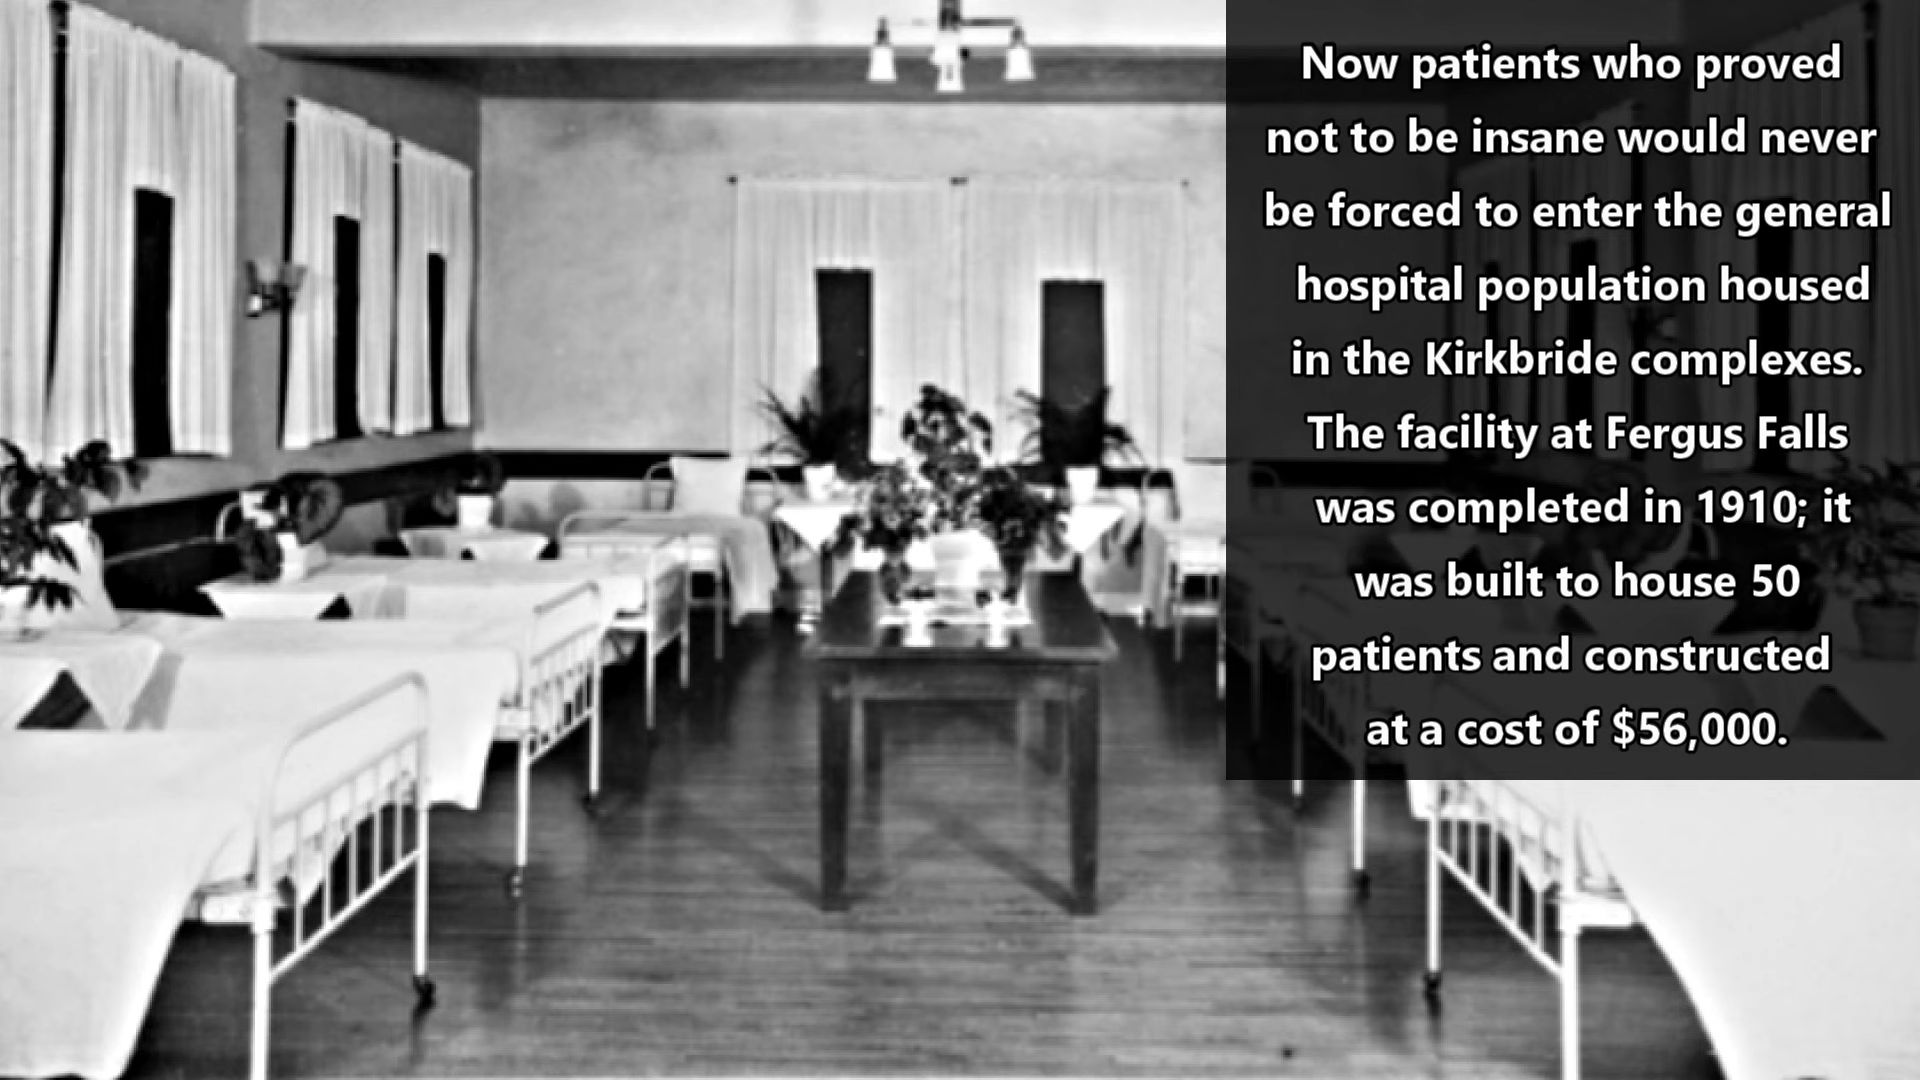 Now patients who proved
not to be insane would never
be forced to enter the general
hospital population housed
in the Kirkbride complexes.
The facility at Fergus Falls
was completed in 1910; it
was built to house 50
patients and constructed
at a cost of $56,000.